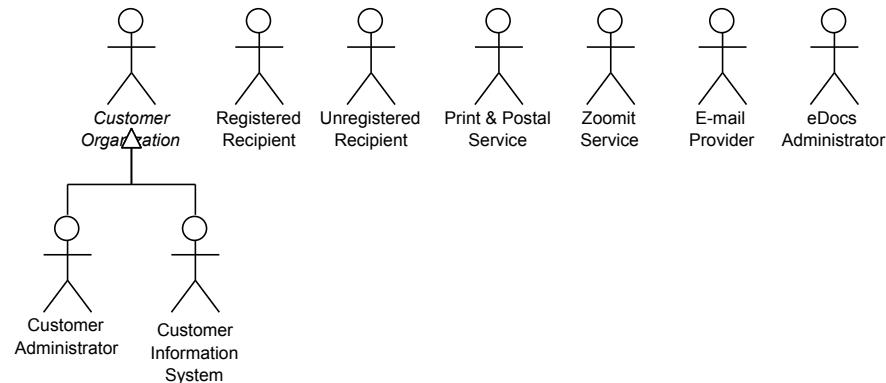 Customer
Organization
Registered
Recipient
Unregistered
Recipient
Print & Postal
Service
Zoomit
Service
E-mail
Provider
eDocs
Administrator
Customer
Administrator
Customer
Information
System